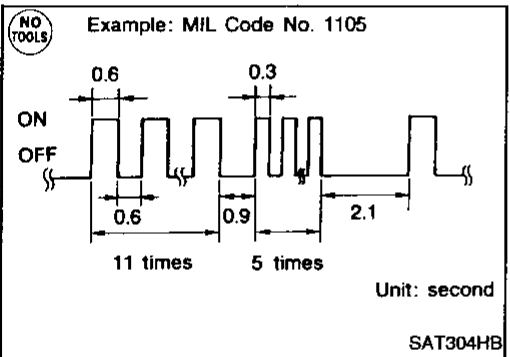 NO
TOOLS
Example: MIL Code No. 1105
0.6
0.3
ON
OFF
0.6
0.9
2.1
11 times
5 times
Unit: second
SAT304HB